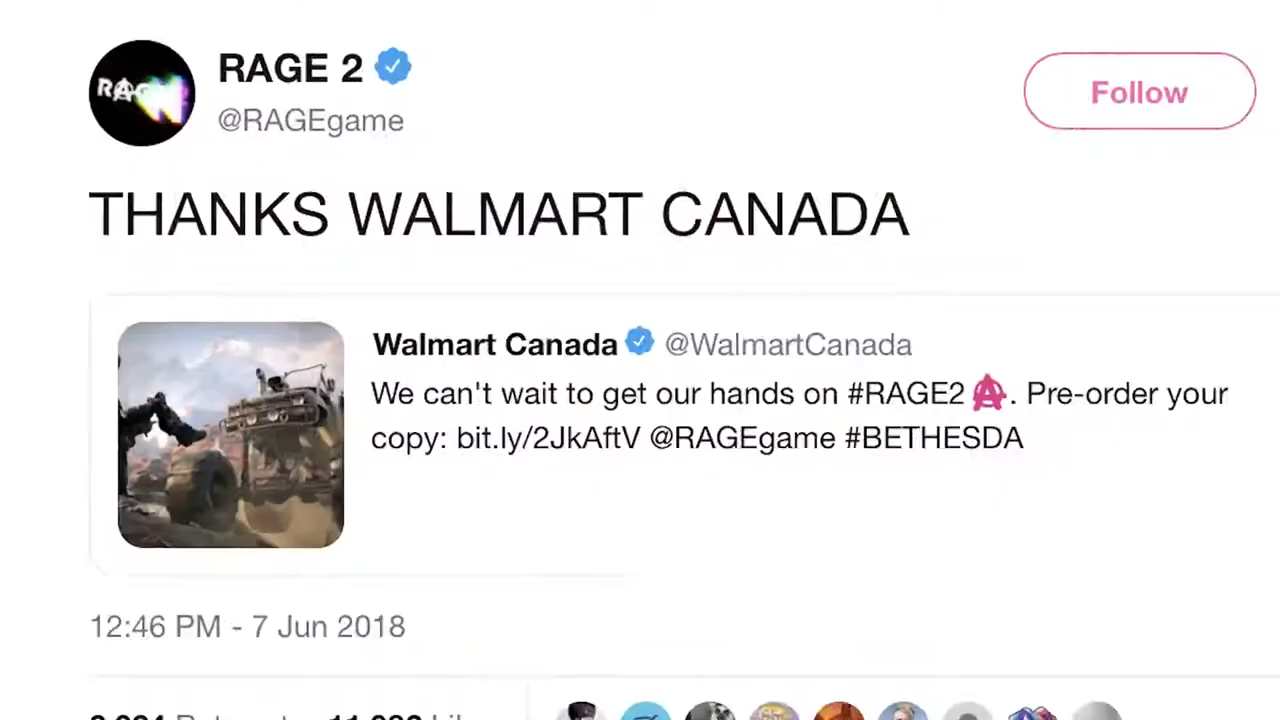 RAGE 2
@RAGEgame
Follow
THANKS WALMART CANADA
Walmart Canada @WalmartCanada
We can't wait to get our hands on #RAGE2 . Pre-order your
copy: bit.ly/2JkAftV @RAGEgame #BETHESDA
12:46 PM - 7 Jun 2018